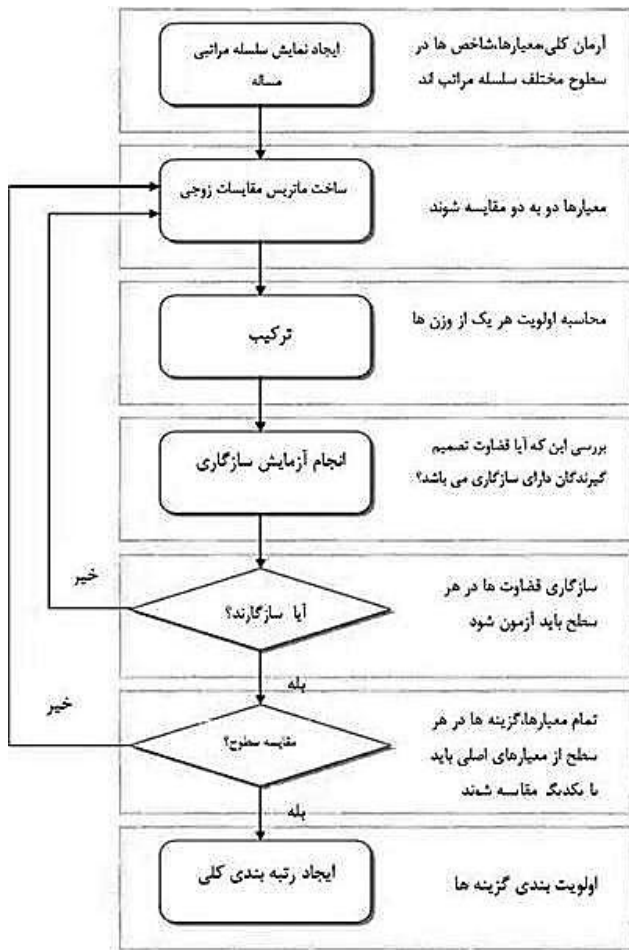 آرمان کلی،معیارها،شاخص ها در
سطوح مختلف سلسله مراتب اند
ایجاد نمایش سلسله مراتبی
مساله
ساخت ماتریس مقایسات زوجی
معیارها دو به دو مقایسه شوند
ترکیب
محاسبه اولویت هر یک از وزن ها
انجام آزمایش سازگاری
بررسی این که آیا قضاوت تصمیم
گیرندگان دارای سازگاری می باشد؟
خیر
آیا سازگارند؟
سازگاری قضاوت ها در هر
سطح باید آزمون شود
بله
خیر
مقایسه سطوح؟
تمام معیارها،گزینه ها در هر
سطح از معیارهای اصلی باید
با یکدیگر مقایسه شوند
بله
ایجاد رتبه بندی کلی
اولویت بندی گزینه ها